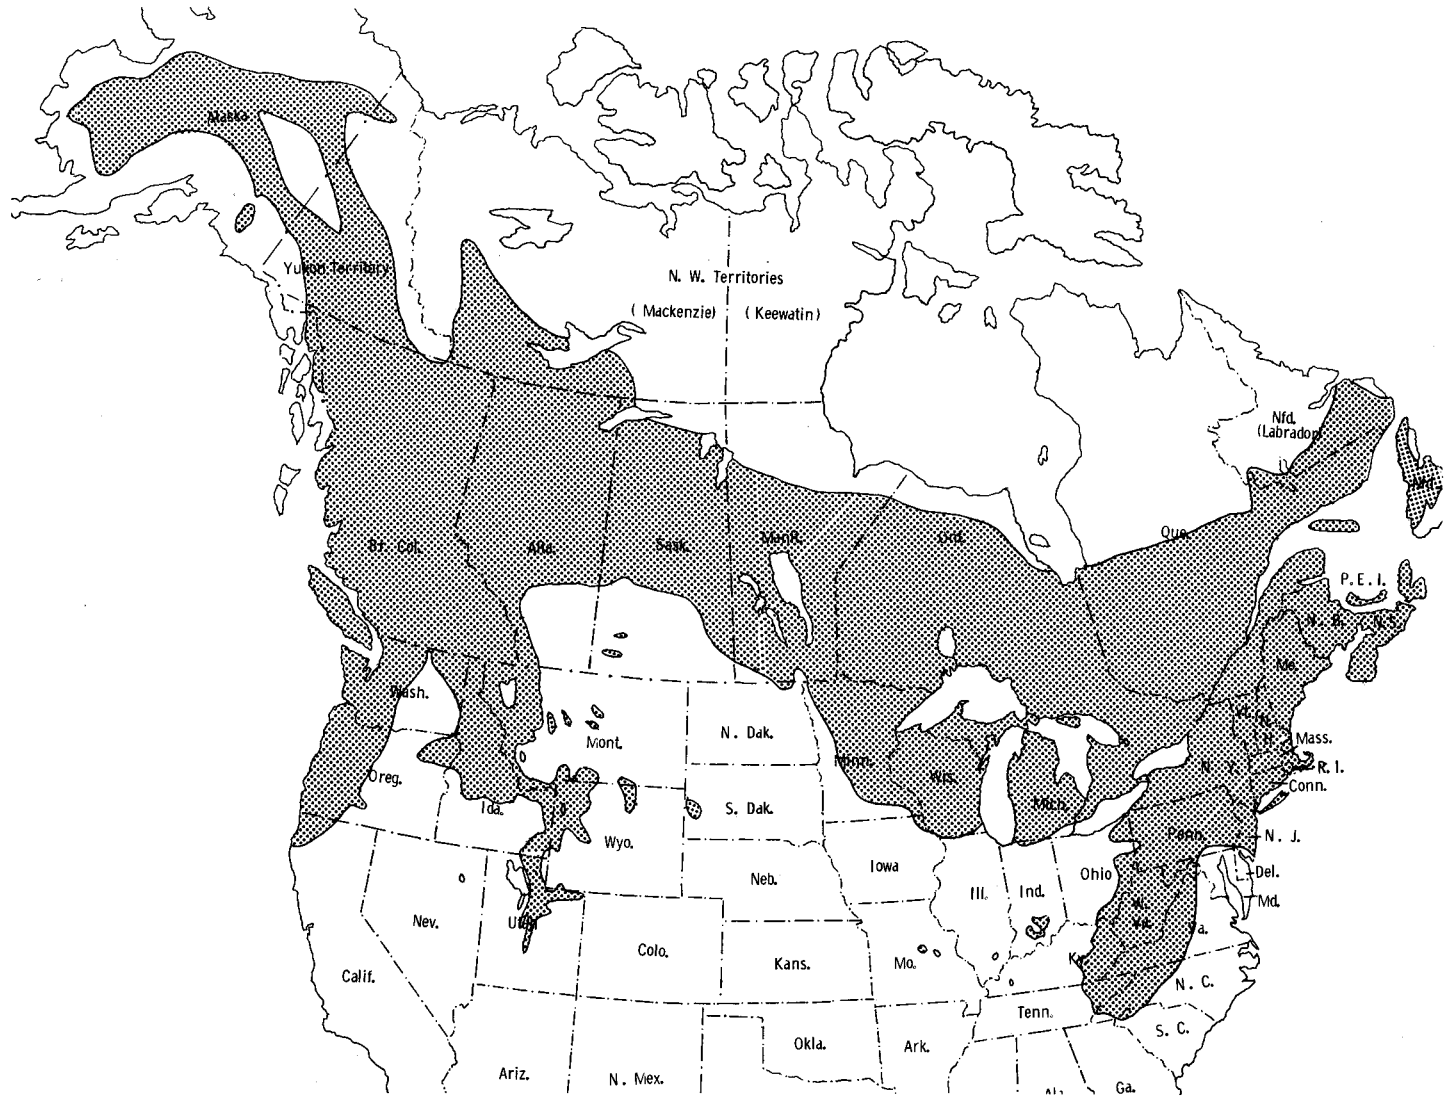 Alaska
Yukon Territory
N. W. Territories
( Mackenzie) ( Keewatin)
Nfd.
(Labrador)
Nfd.
Br. Col. Alta. Sask. Manit. Ont. Que.
P. E. I.
N. B. N.S.
Me.
Wash. Mont. N. Dak. Minn. Wis. Mich. N. Y. Vt. N. H. Mass.
R. I.
Conn.
Oreg. Ida. Wyo. S. Dak. Penn. N. J.
Iowa Ill. Ind. Ohio W. Va. Del.
Md.
Nev. Utah Neb. Va.
Calif. Colo. Kans. Mo. Ky. N. C.
Tenn. S. C.
Ariz. N. Mex. Okla. Ark. Ala. Ga.